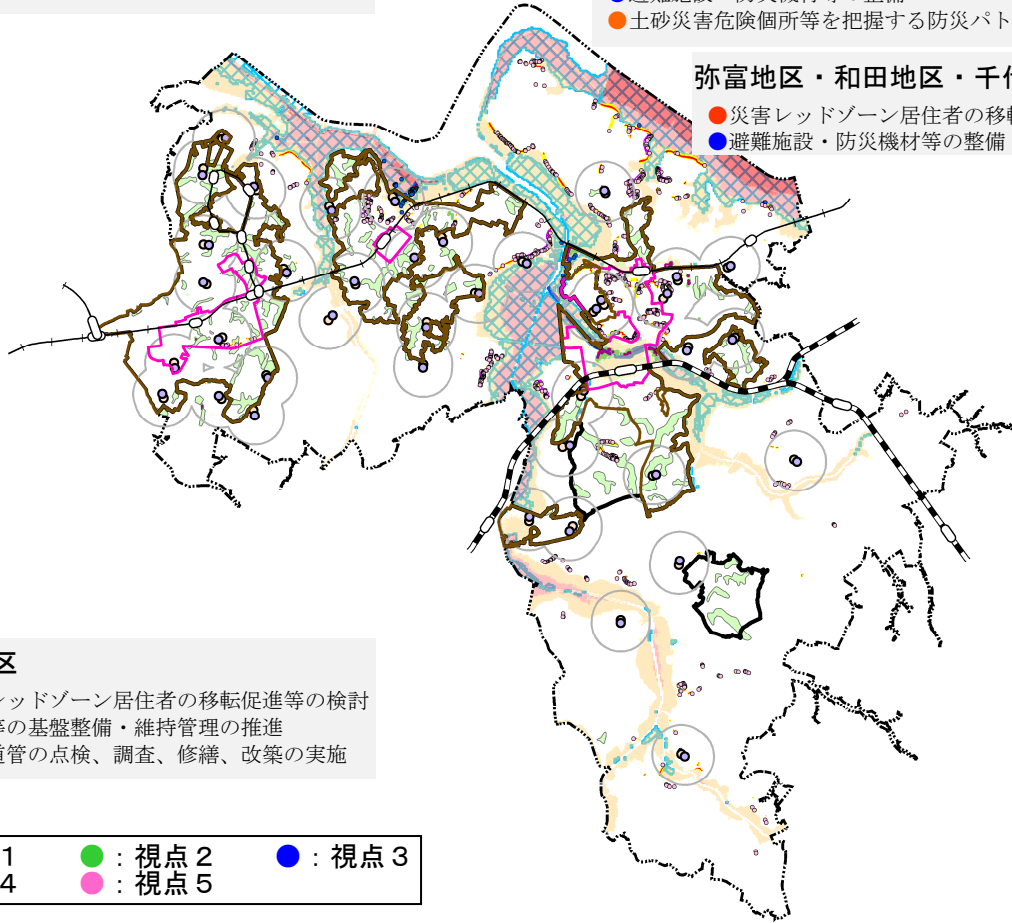 ●土砂災害危険個所等を把握する防災パト
弥富地区・和田地区・千
●災害レッドゾーン居住者の移
●避難施設・防災機材等の整備
区
ッドゾーン居住者の移転促進等の検討
等の基盤整備・維持管理の推進
管の点検、調査、修繕、改築の実施
1 ●：視点２ ●：視点３
4 ●：視点５